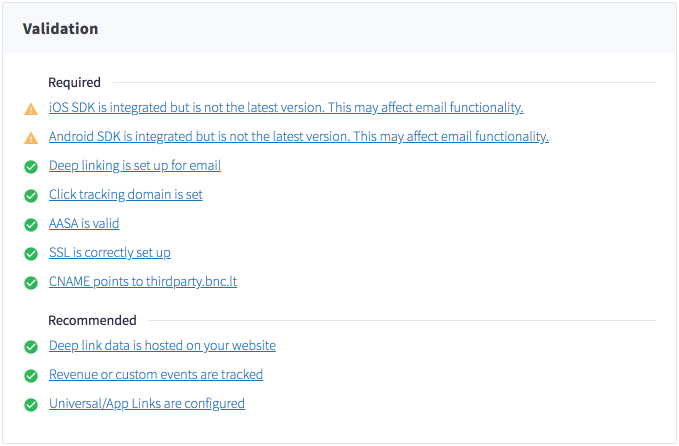 Validation
Required
iOS SDK is integrated but is not the latest version. This may affect email functionality.
Android SDK is integrated but is not the latest version. This may affect email functionality.
Deep linking is set up for email
Click tracking domain is set
AASA is valid
SSL is correctly set up
CNAME points to thirdparty.bnc.lt
Recommended
Deep link data is hosted on your website
Revenue or custom events are tracked
Universal/App Links are configured